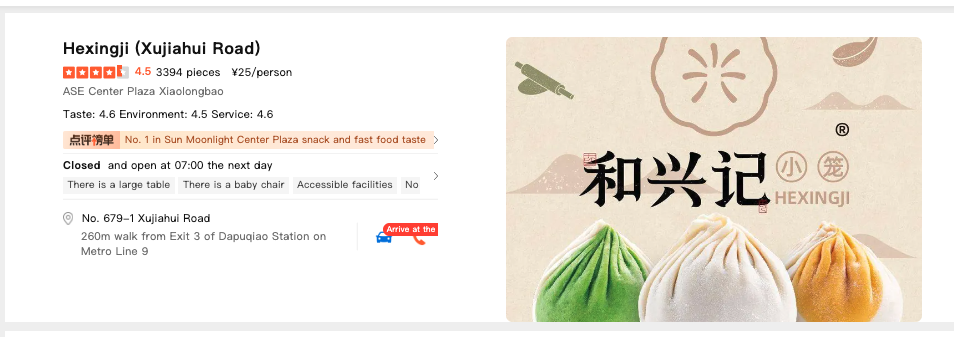 Hexingji (Xujiahui Road)
4.5 3394 pieces ¥25/person
ASE Center Plaza Xiaolongbao
Taste: 4.6 Environment: 4.5 Service: 4.6
点评榜单 No. 1 in Sun Moonlight Center Plaza snack and fast food taste
Closed and open at 07:00 the next day
There is a large table There is a baby chair Accessible facilities No
No. 679-1 Xujiahui Road
260m walk from Exit 3 of Dapuqiao Station on
Metro Line 9
Arrive at the
®
和兴记 小笼
HEXINGJI